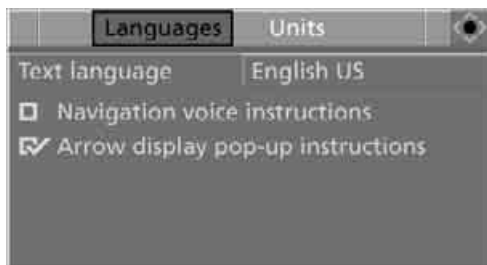 Languages Units
Text language English US
Navigation voice instructions
Arrow display pop-up instructions